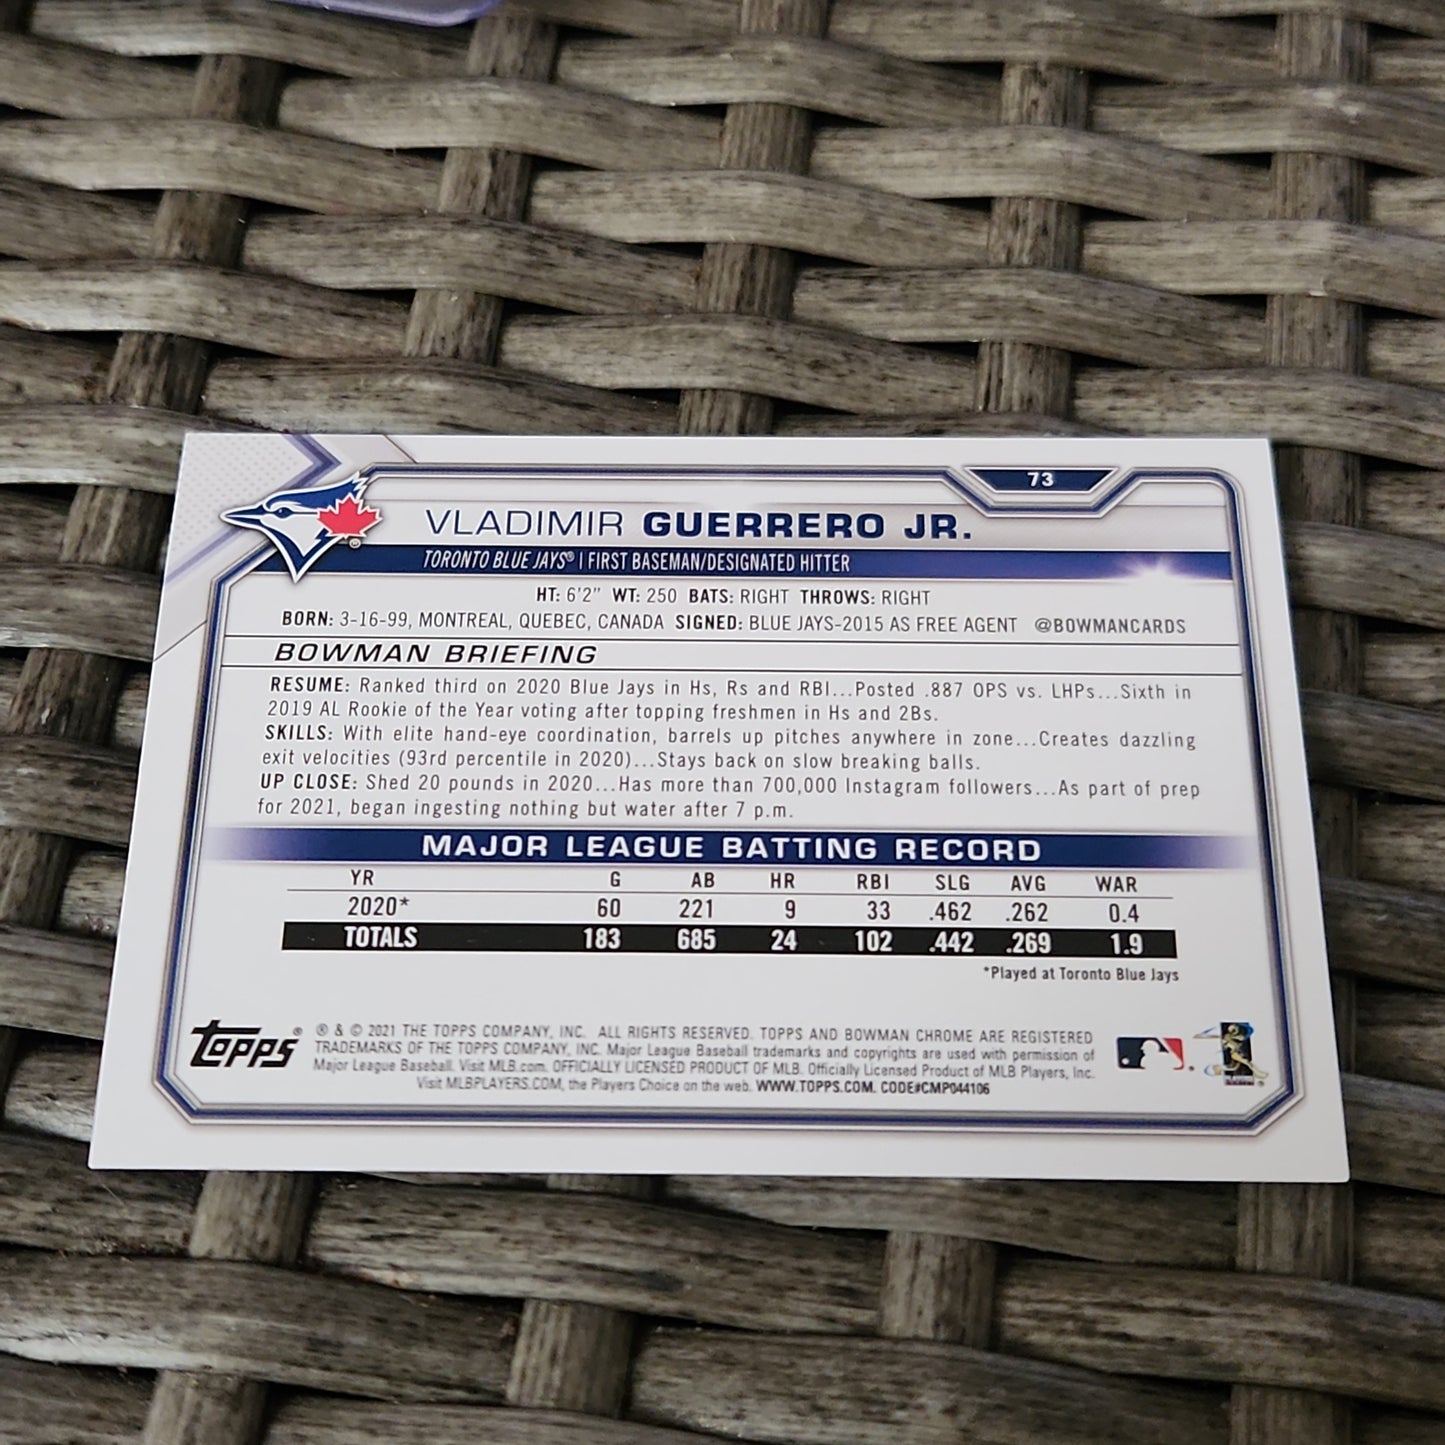 73
VLADIMIR GUERRERO JR.
TORONTO BLUE JAYS® | FIRST BASEMAN/DESIGNATED HITTER
HT: 6'2" WT: 250 BATS: RIGHT THROWS: RIGHT
BORN: 3-16-99, MONTREAL, QUEBEC, CANADA SIGNED: BLUE JAYS-2015 AS FREE AGENT @BOWMANCARDS
BOWMAN BRIEFING
RESUME: Ranked third on 2020 Blue Jays in Hs, Rs and RBI...Posted .887 OPS vs. LHPs...Sixth in
2019 AL Rookie of the Year voting after topping freshmen in Hs and 2Bs.
SKILLS: With elite hand-eye coordination, barrels up pitches anywhere in zone...Creates dazzling
exit velocities (93rd percentile in 2020)...Stays back on slow breaking balls.
UP CLOSE: Shed 20 pounds in 2020...Has more than 700,000 Instagram followers...As part of prep
for 2021, began ingesting nothing but water after 7 p.m.
MAJOR LEAGUE BATTING RECORD
YR G AB HR RBI SLG AVG WAR
2020* 60 221 9 33 .462 .262 0.4
TOTALS 183 685 24 102 .442 .269 1.9
*Played at Toronto Blue Jays
topps®
® & © 2021 THE TOPPS COMPANY, INC. ALL RIGHTS RESERVED. TOPPS AND BOWMAN CHROME ARE REGISTERED
TRADEMARKS OF THE TOPPS COMPANY, INC. Major League Baseball trademarks and copyrights are used with permission of
Major League Baseball. Visit MLB.com. OFFICIALLY LICENSED PRODUCT OF MLB. Officially Licensed Product of MLB Players, Inc.
Visit MLBPLAYERS.COM, the Players Choice on the web. WWW.TOPPS.COM. CODE#CMP044106